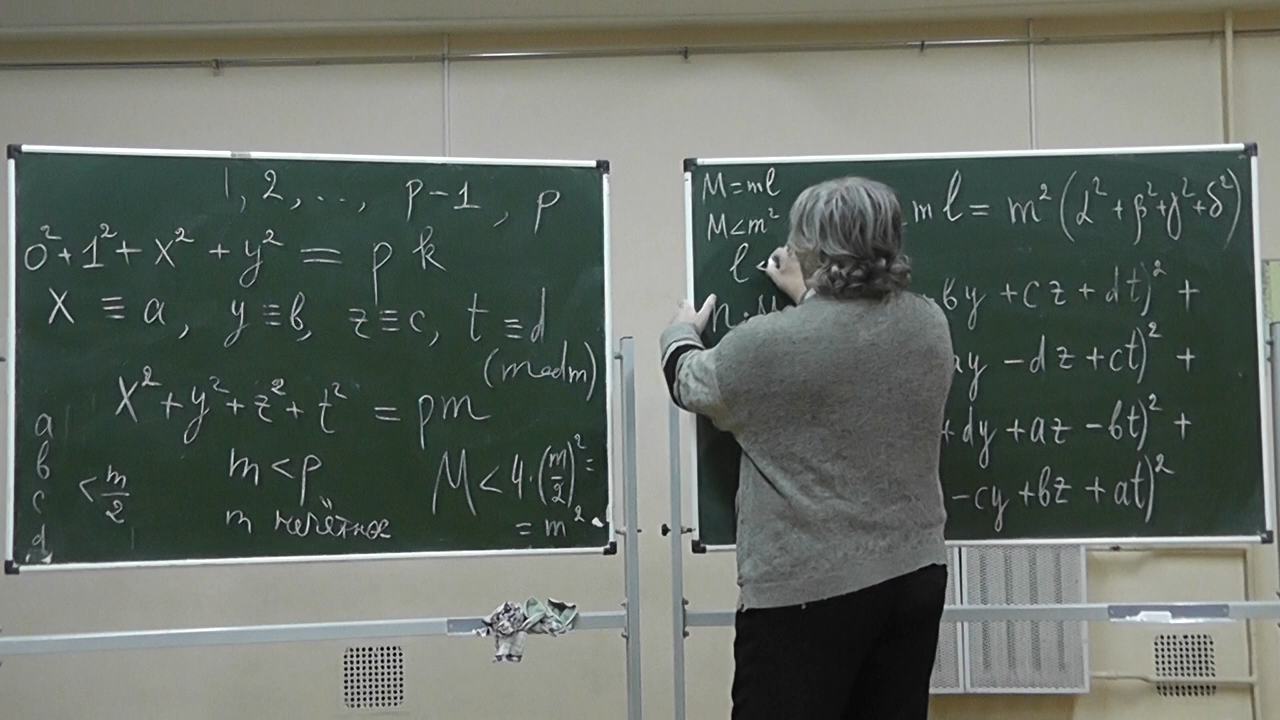 1, 2, ..., p-1, p
0² + 1² + x² + y² = pk
x ≡ a, y ≡ b, z ≡ c, t ≡ d
(mod m)
x² + y² + z² + t² = pm
a
b
c
d
< m/2
m < p
m нечётное
M < 4·(m/2)² =
= m²
M = ml
M < m²
l <
ml = m²(α² + β² + γ² + δ²)
by + cz + dt)² +
ay - dz + ct)² +
+ dy + az - bt)² +
- cy + bz + at)²